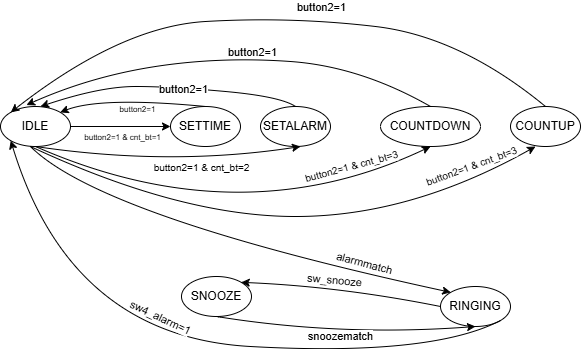 button2=1
button2=1
button2=1
button2=1
IDLE
SETTIME
SETALARM
COUNTDOWN
COUNTUP
button2=1 & cnt_bt=1
button2=1 & cnt_bt=2
button2=1 & cnt_bt=3
button2=1 & cnt_bt=3
alarmmatch
sw_snooze
SNOOZE
RINGING
sw4_alarm=1
snoozematch